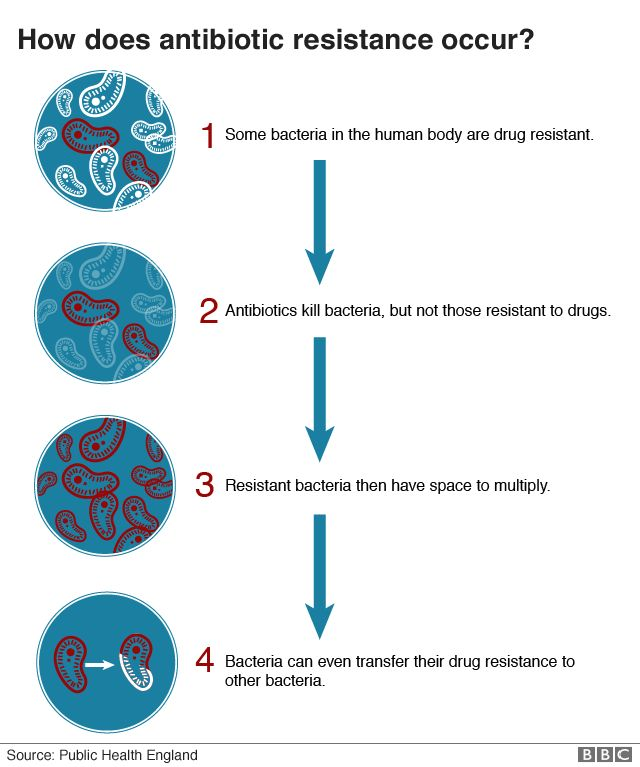 How does antibiotic resistance occur?
1 Some bacteria in the human body are drug resistant.
2 Antibiotics kill bacteria, but not those resistant to drugs.
3 Resistant bacteria then have space to multiply.
4 Bacteria can even transfer their drug resistance to
other bacteria.
Source: Public Health England
BBC